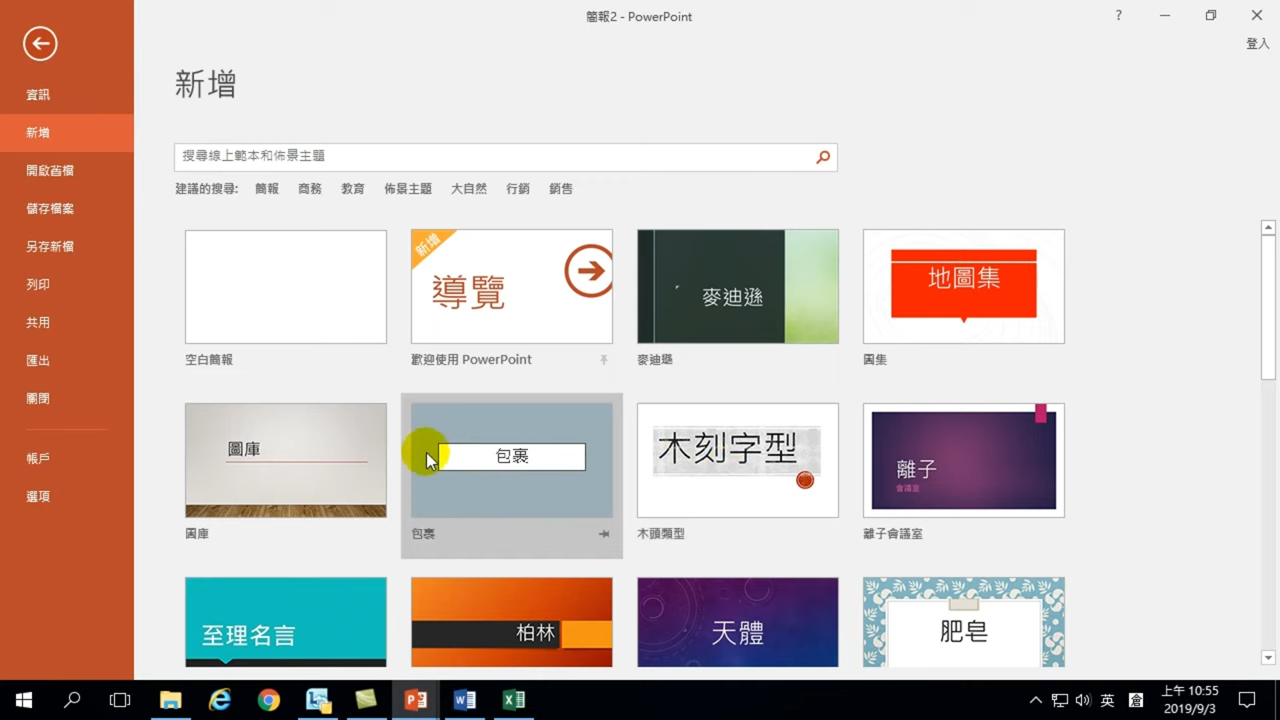 簡報2 - PowerPoint
?
登入
資訊
新增
開啟舊檔
儲存檔案
另存新檔
列印
共用
匯出
關閉
帳戶
選項
新增
搜尋線上範本和佈景主題
建議的搜尋: 簡報 商務 教育 佈景主題 大自然 行銷 銷售
新增
導覽
麥迪遜
地圖集
空白簡報
歡迎使用 PowerPoint
麥迪遜
圖集
圖庫
包裹
木刻字型
離子
會議室
圖庫
包裹
木頭類型
離子會議室
至理名言
柏林
天體
肥皂
英
倉
上午 10:55
2019/9/3